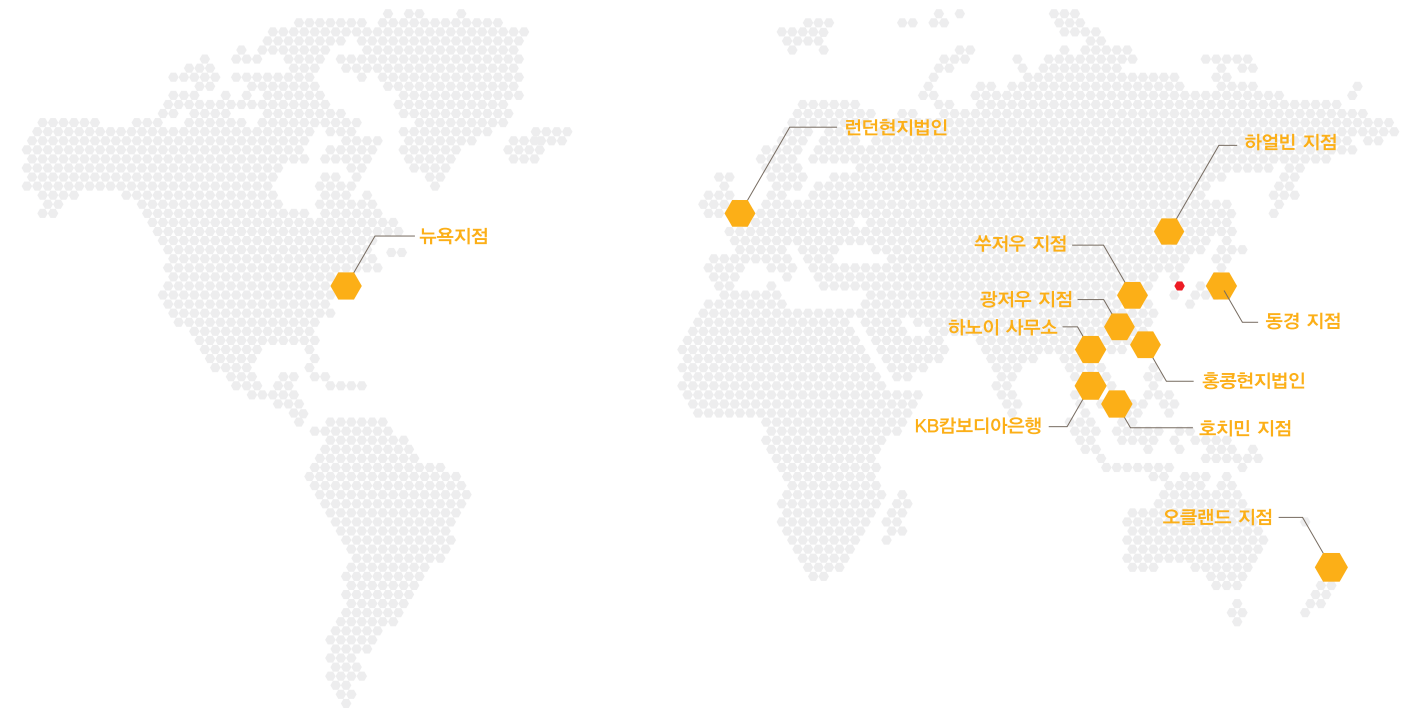 런던현지법인
하얼빈 지점
뉴욕지점
쑤저우 지점
광저우 지점
하노이 사무소
동경 지점
홍콩현지법인
KB캄보디아은행
호치민 지점
오클랜드 지점